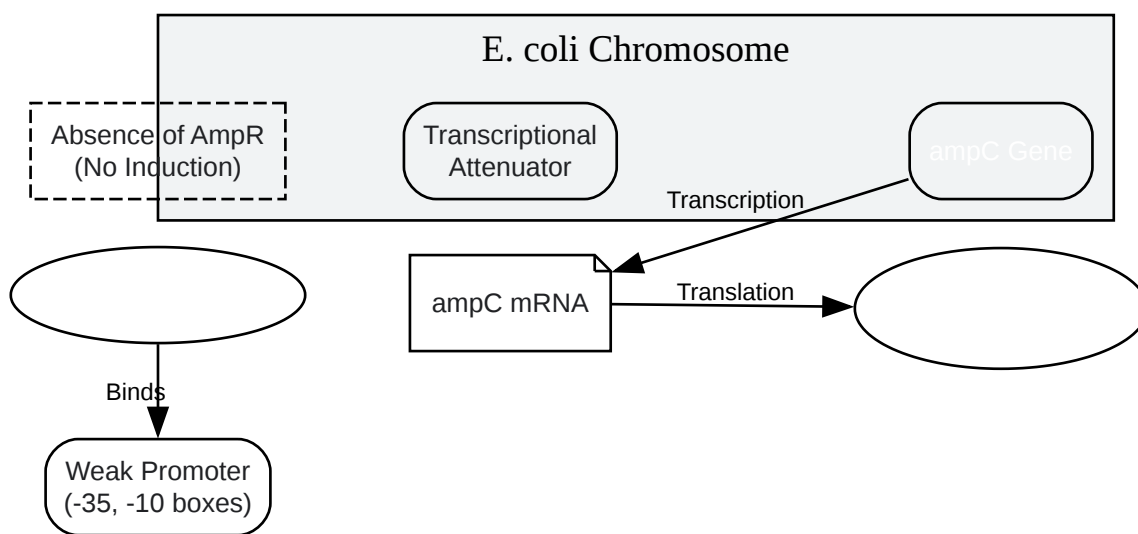 E. coli Chromosome
Absence of AmpR
(No Induction)
Transcriptional
Attenuator
ampC Gene
Transcription
ampC mRNA
Translation
Binds
Weak Promoter
(-35, -10 boxes)